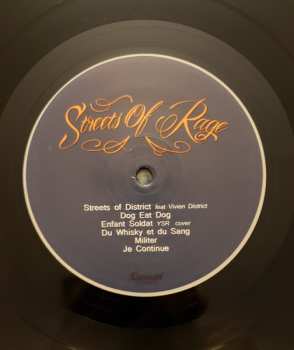 Streets Of Rage
Streets of District feat Vivien District
Dog Eat Dog
Enfant Soldat YSR cover
Du Whisky et du Sang
Militer
Je Continue